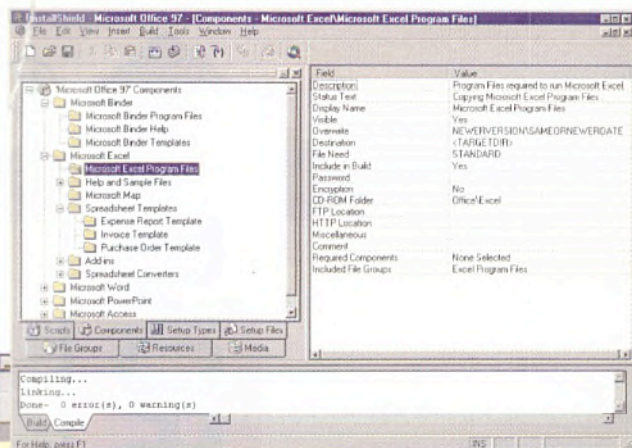 InstallShield - Microsoft Office 97 - [Components - Microsoft Excel\Microsoft Excel Program Files]
File Edit View Insert Build Tools Window Help
Microsoft Office 97 Components
Microsoft Binder
Microsoft Binder Program Files
Microsoft Binder Help
Microsoft Binder Templates
Microsoft Excel
Microsoft Excel Program Files
Help and Sample Files
Microsoft Map
Spreadsheet Templates
Expense Report Template
Invoice Template
Purchase Order Template
Add-ins
Spreadsheet Converters
Microsoft Word
Microsoft PowerPoint
Microsoft Access
Scripts Components Setup Types Setup Files
File Groups Resources Media
Field Value
Description Program Files required to run Microsoft Excel
Status Text Copying Microsoft Excel Program Files
Display Name Microsoft Excel Program Files
Visible Yes
Overwrite NEWERVERSION\SAMEORNEWERDATE
Destination <TARGETDIR>
File Need STANDARD
Include in Build Yes
Password
Encryption No
CD-ROM Folder Office\Excel
FTP Location
HTTP Location
Miscellaneous
Comment
Required Components None Selected
Included File Groups Excel Program Files
Compiling...
Linking...
Done- 0 error(s), 0 warning(s)
Build Compile
For Help, press F1 INS